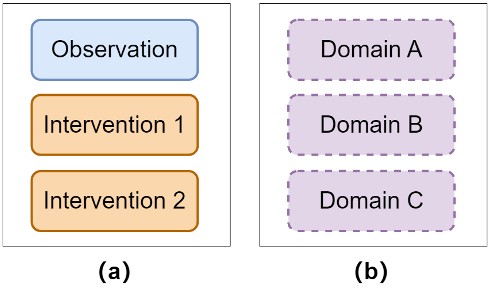 Observation
Intervention 1
Intervention 2
(a)
Domain A
Domain B
Domain C
(b)